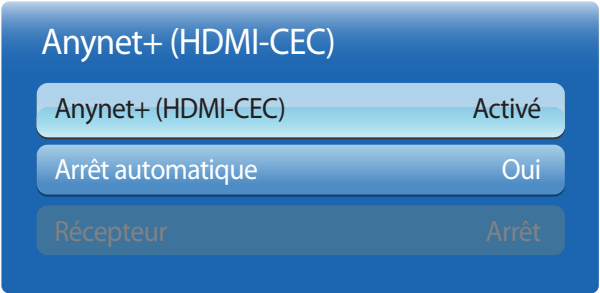 Anynet+ (HDMI-CEC)
Anynet+ (HDMI-CEC) Activé
Arrêt automatique Oui
Récepteur Arrêt